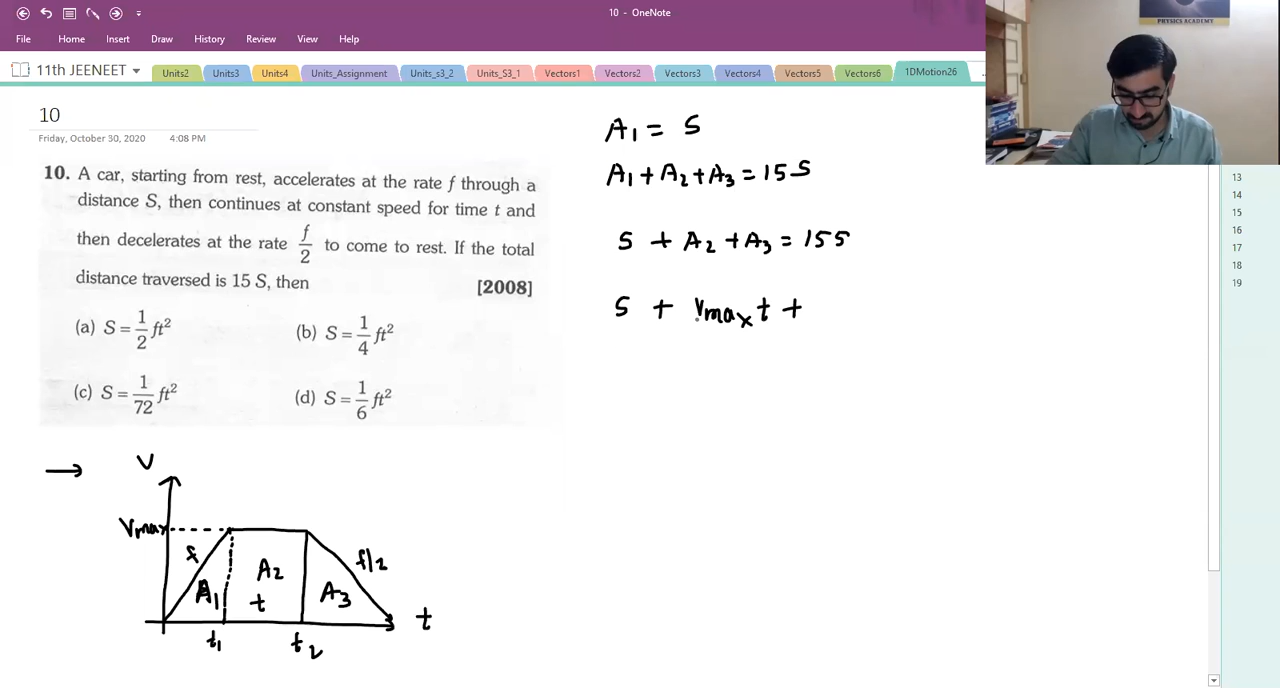 10 - OneNote
PHYSICS ACADEMY
File Home Insert Draw History Review View Help
11th JEENEET Units2 Units3 Units4 Units_Assignment Units_s3_2 Units_S3_1 Vectors1 Vectors2 Vectors3 Vectors4 Vectors5 Vectors6 1DMotion26 ...
10
Friday, October 30, 2020 4:08 PM
10. A car, starting from rest, accelerates at the rate f through a
distance S, then continues at constant speed for time t and
then decelerates at the rate f/2 to come to rest. If the total
distance traversed is 15 S, then [2008]
(a) S = 1/2 ft² (b) S = 1/4 ft²
(c) S = 1/72 ft² (d) S = 1/6 ft²
→ V
Vmax
f A1 A2 t A3 f/2
t
t1 t2
A1 = S
A1 + A2 + A3 = 15S
S + A2 + A3 = 15S
S + Vmax t +
13
14
15
16
17
18
19